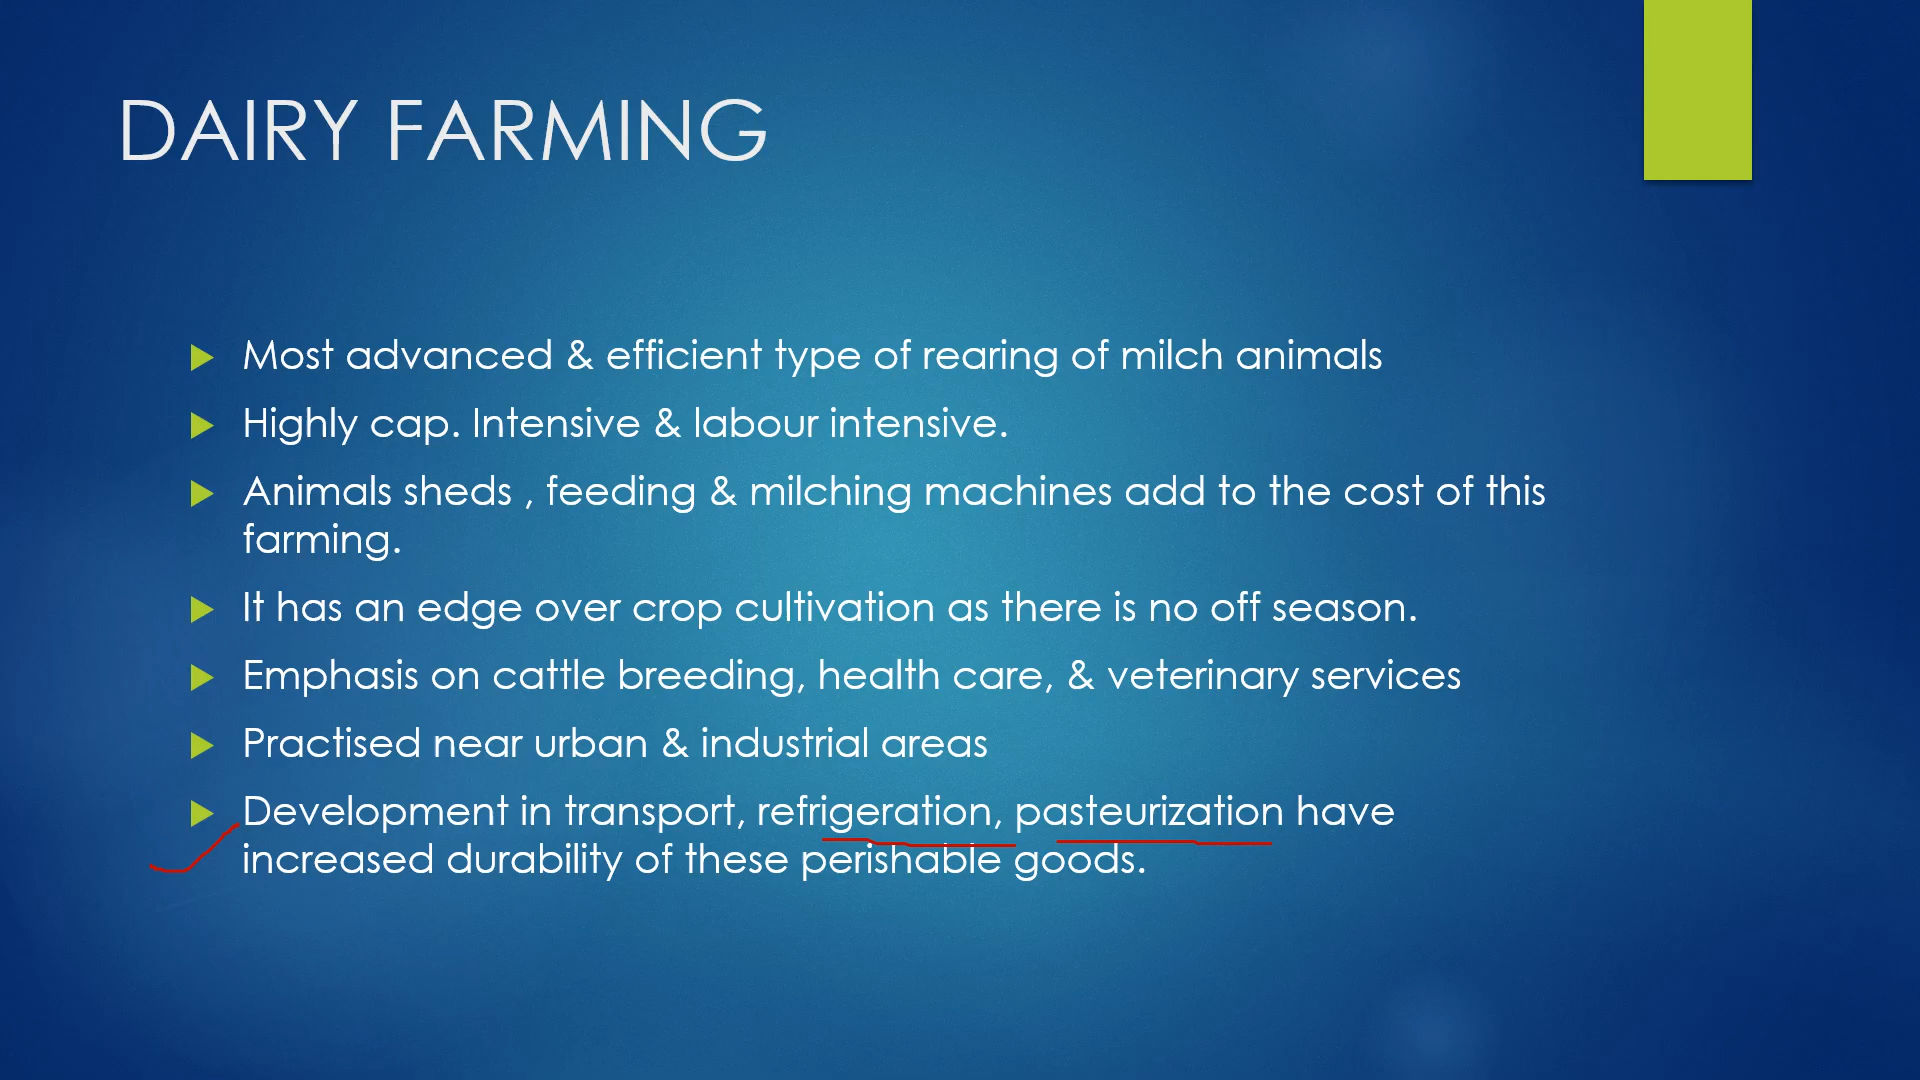 DAIRY FARMING
Most advanced & efficient type of rearing of milch animals
Highly cap. Intensive & labour intensive.
Animals sheds , feeding & milching machines add to the cost of this
farming.
It has an edge over crop cultivation as there is no off season.
Emphasis on cattle breeding, health care, & veterinary services
Practised near urban & industrial areas
Development in transport, refrigeration, pasteurization have
increased durability of these perishable goods.